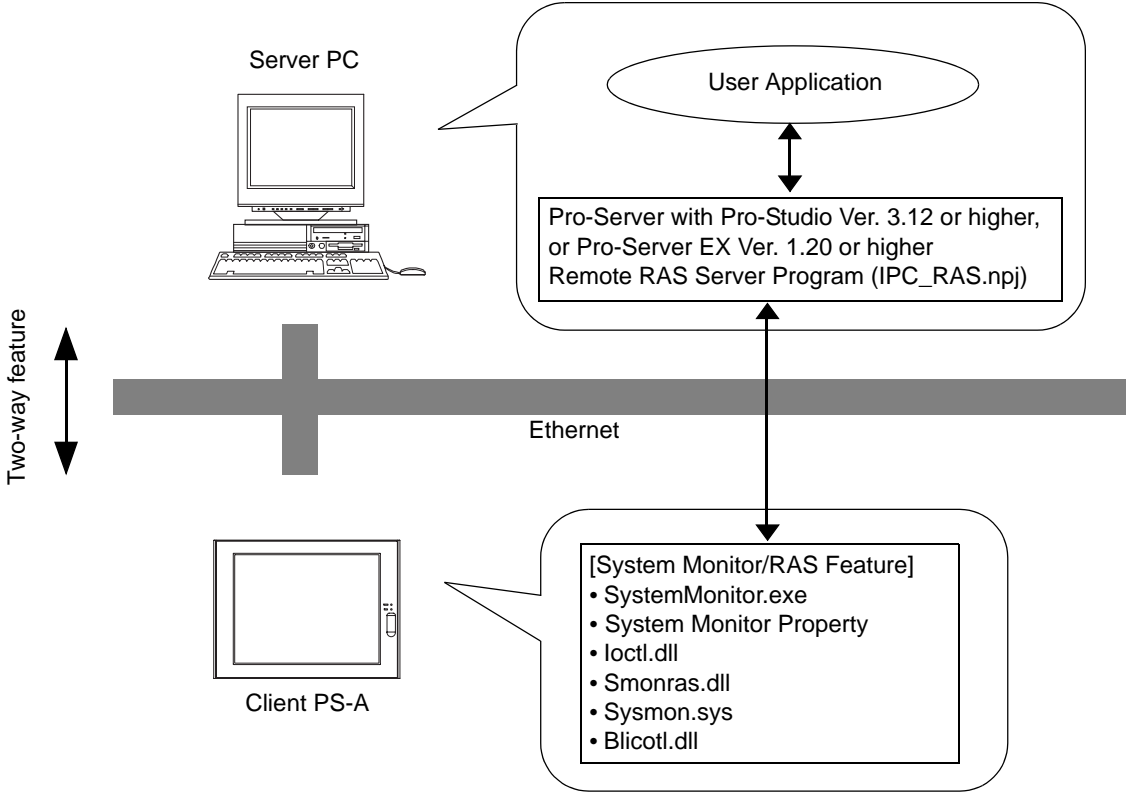 Server PC
User Application
Pro-Server with Pro-Studio Ver. 3.12 or higher,
or Pro-Server EX Ver. 1.20 or higher
Remote RAS Server Program (IPC_RAS.npj)
Two-way feature
Ethernet
[System Monitor/RAS Feature]
• SystemMonitor.exe
• System Monitor Property
• Ioctl.dll
• Smonras.dll
• Sysmon.sys
• Blicotl.dll
Client PS-A